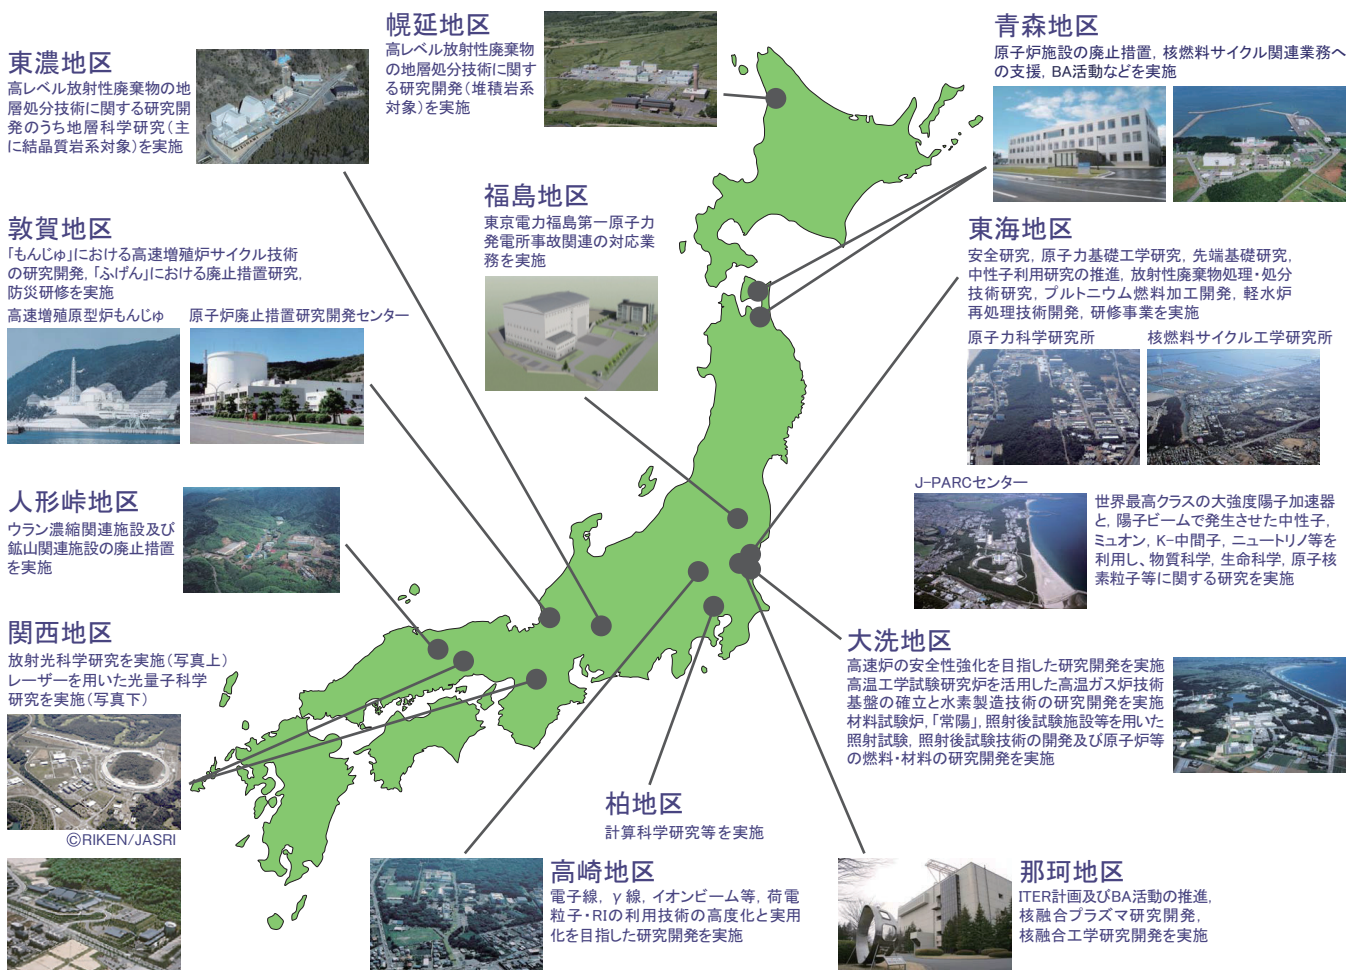 東濃地区
高レベル放射性廃棄物の地
層処分技術に関する研究開
発のうち地層科学研究（主
に結晶質岩系対象）を実施
幌延地区
高レベル放射性廃棄物
の地層処分技術に関す
る研究開発（堆積岩系
対象）を実施
青森地区
原子炉施設の廃止措置，核燃料サイクル関連業務へ
の支援，BA活動などを実施
福島地区
東京電力福島第一原子力
発電所事故関連の対応業
務を実施
敦賀地区
「もんじゅ」における高速増殖炉サイクル技術
の研究開発，「ふげん」における廃止措置研究，
防災研修を実施
高速増殖原型炉もんじゅ
原子炉廃止措置研究開発センター
東海地区
安全研究，原子力基礎工学研究，先端基礎研究，
中性子利用研究の推進，放射性廃棄物処理・処分
技術研究，プルトニウム燃料加工開発，軽水炉
再処理技術開発，研修事業を実施
原子力科学研究所
核燃料サイクル工学研究所
J-PARCセンター
世界最高クラスの大強度陽子加速器
と，陽子ビームで発生させた中性子，
ミュオン，K-中間子，ニュートリノ等を
利用し、物質科学，生命科学，原子核
素粒子等に関する研究を実施
人形峠地区
ウラン濃縮関連施設及び
鉱山関連施設の廃止措置
を実施
関西地区
放射光科学研究を実施（写真上）
レーザーを用いた光量子科学
研究を実施（写真下）
©RIKEN/JASRI
大洗地区
高速炉の安全性強化を目指した研究開発を実施
高温工学試験研究炉を活用した高温ガス炉技術
基盤の確立と水素製造技術の研究開発を実施
材料試験炉，「常陽」，照射後試験施設等を用いた
照射試験，照射後試験技術の開発及び原子炉等
の燃料・材料の研究開発を実施
柏地区
計算科学研究等を実施
高崎地区
電子線，γ線，イオンビーム等，荷電
粒子・RIの利用技術の高度化と実用
化を目指した研究開発を実施
那珂地区
ITER計画及びBA活動の推進，
核融合プラズマ研究開発，
核融合工学研究開発を実施